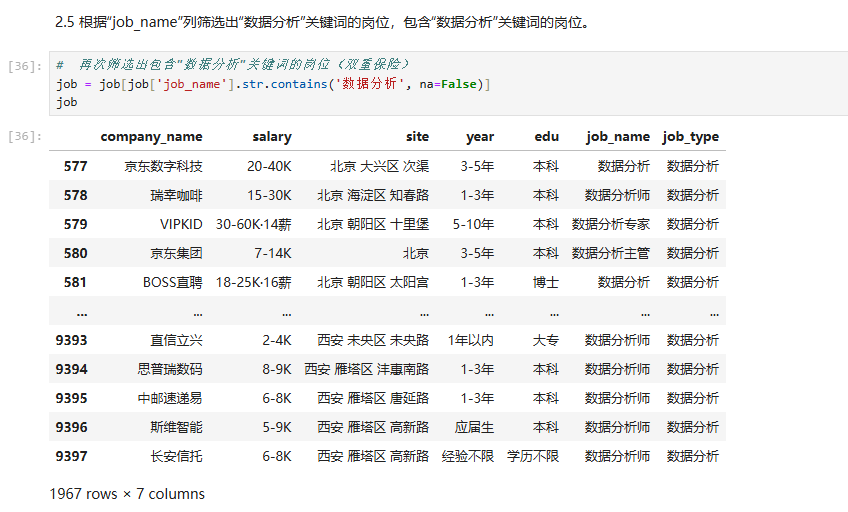 2.5 根据“job_name”列筛选出“数据分析”关键词的岗位，包含“数据分析”关键词的岗位。
[36]: # 再次筛选出包含“数据分析”关键词的岗位（双重保险）
job = job[job['job_name'].str.contains('数据分析', na=False)]
job
[36]: company_name salary site year edu job_name job_type
577 京东数字科技 20-40K 北京 大兴区 次渠 3-5年 本科 数据分析 数据分析
578 瑞幸咖啡 15-30K 北京 海淀区 知春路 1-3年 本科 数据分析师 数据分析
579 VIPKID 30-60K·14薪 北京 朝阳区 十里堡 5-10年 本科 数据分析专家 数据分析
580 京东集团 7-14K 北京 3-5年 本科 数据分析主管 数据分析
581 BOSS直聘 18-25K·16薪 北京 朝阳区 太阳宫 1-3年 博士 数据分析 数据分析
... ... ... ... ... ... ... ...
9393 直信立兴 2-4K 西安 未央区 未央路 1年以内 大专 数据分析师 数据分析
9394 思普瑞数码 8-9K 西安 雁塔区 沣惠南路 1-3年 本科 数据分析师 数据分析
9395 中邮速递易 6-8K 西安 雁塔区 唐延路 1-3年 本科 数据分析师 数据分析
9396 斯维智能 5-9K 西安 雁塔区 高新路 应届生 本科 数据分析师 数据分析
9397 长安信托 6-8K 西安 雁塔区 高新路 经验不限 学历不限 数据分析师 数据分析
1967 rows × 7 columns